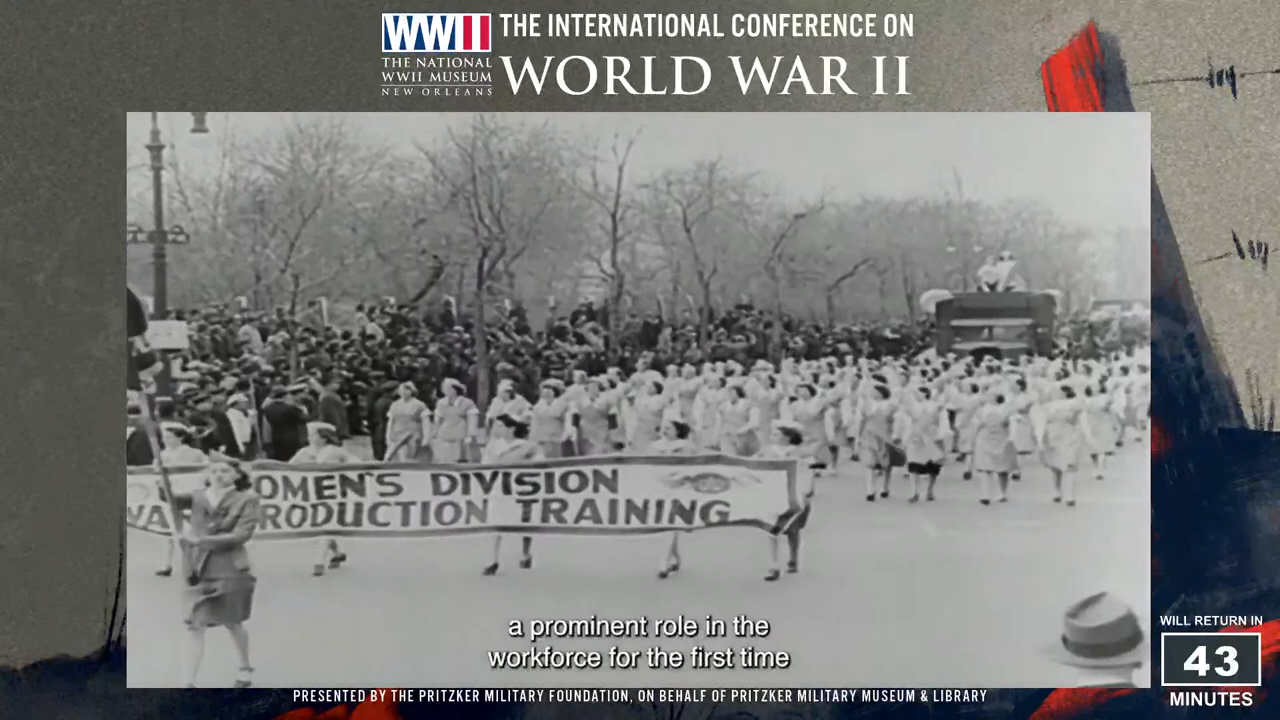 WWII
THE NATIONAL
WWII MUSEUM
NEW ORLEANS
THE INTERNATIONAL CONFERENCE ON
WORLD WAR II
OMEN'S DIVISION
WAR RODUCTION TRAINING
a prominent role in the
workforce for the first time
WILL RETURN IN
43
MINUTES
PRESENTED BY THE PRITZKER MILITARY FOUNDATION, ON BEHALF OF PRITZKER MILITARY MUSEUM & LIBRARY